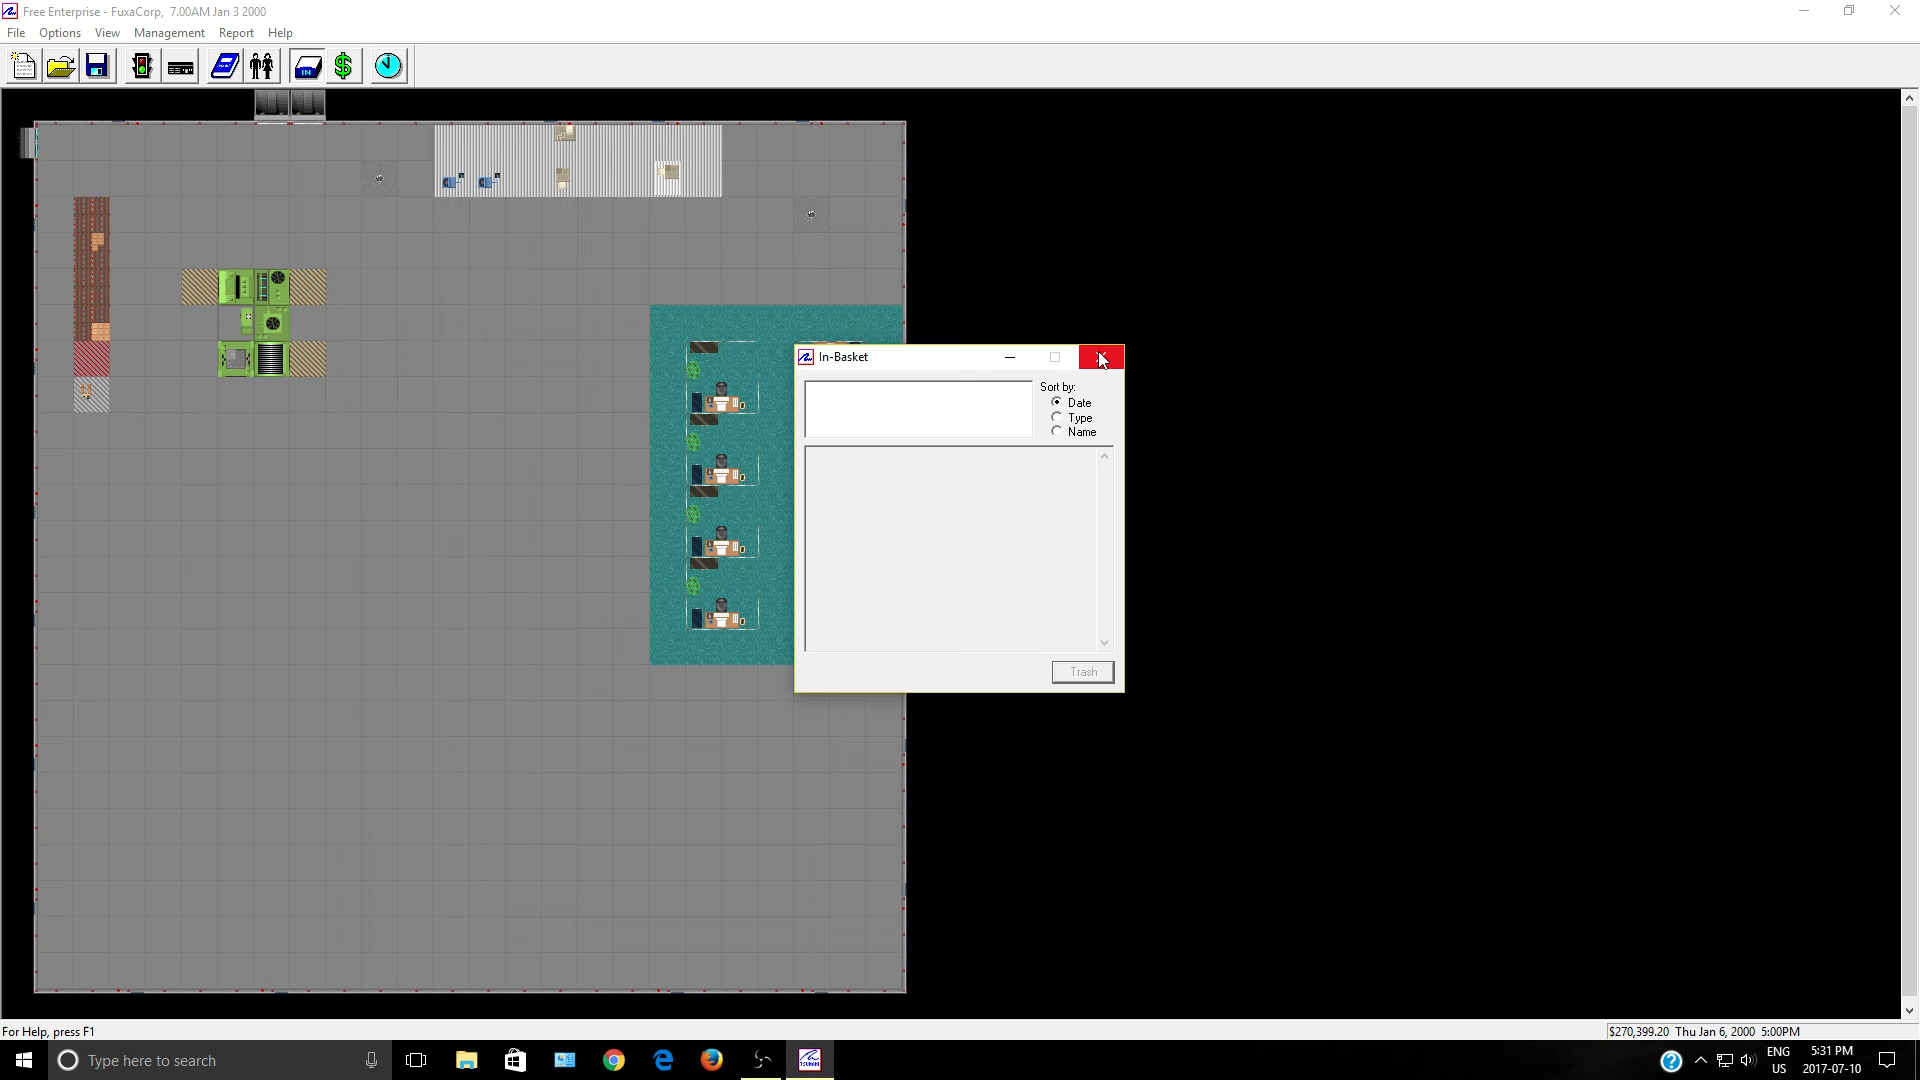 Free Enterprise - FuxaCorp, 7.00AM Jan 3 2000
File Options View Management Report Help
IN
In-Basket
Sort by:
Date
Type
Name
Trash
For Help, press F1
$270,399.20 Thu Jan 6, 2000 5:00PM
Type here to search
TSUNAMI
ENG
US
5:31 PM
2017-07-10